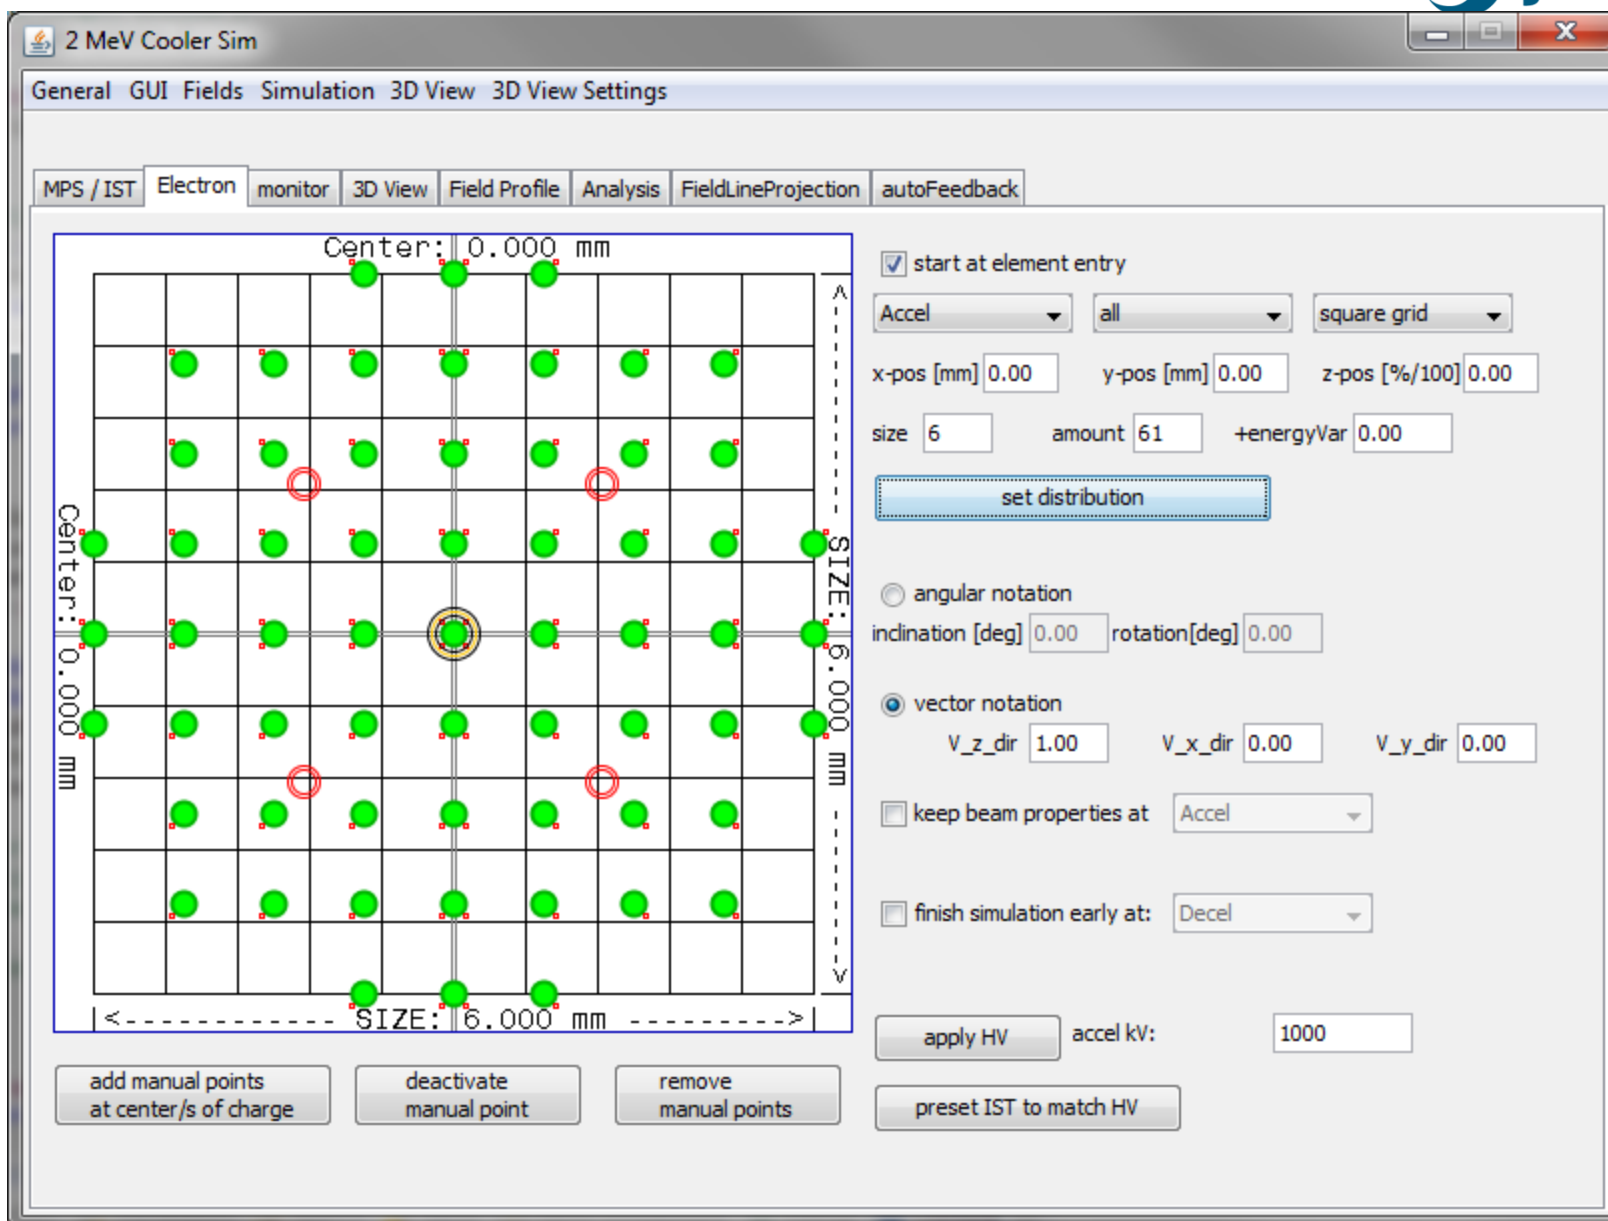 2 MeV Cooler Sim
General GUI Fields Simulation 3D View 3D View Settings
MPS / IST Electron monitor 3D View Field Profile Analysis FieldLineProjection autoFeedback
Center: 0.000 mm
Center: 0.000 mm
SIZE: 6.000 mm
|<------------ SIZE: 6.000 mm --------->|
add manual points
at center/s of charge
deactivate
manual point
remove
manual points
start at element entry
Accel all square grid
x-pos [mm] 0.00 y-pos [mm] 0.00 z-pos [%/100] 0.00
size 6 amount 61 +energyVar 0.00
set distribution
angular notation
inclination [deg] 0.00 rotation[deg] 0.00
vector notation
V_z_dir 1.00 V_x_dir 0.00 V_y_dir 0.00
keep beam properties at Accel
finish simulation early at: Decel
apply HV accel kV: 1000
preset IST to match HV